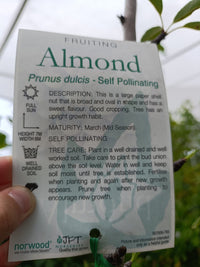 FRUITING
Almond
Prunus dulcis - Self Pollinating
DESCRIPTION: This is a large paper shell
nut that is broad and oval in shape and has a
sweet flavour. Good cropping. Tree has an
upright growth habit.
FULL
SUN
MATURITY: March (Mid Season)
HEIGHT 7M
WIDTH 6M
SELF POLLINATING
TREE CARE: Plant in a well drained and well
worked soil. Take care to plant the bud union
above the soil level. Water in well and keep
soil moist until tree is established. Fertilise
when planting and again after new growth
appears. Prune tree when planting to
encourage new growth.
WELL
DRAINED
SOIL
norwood
JFT